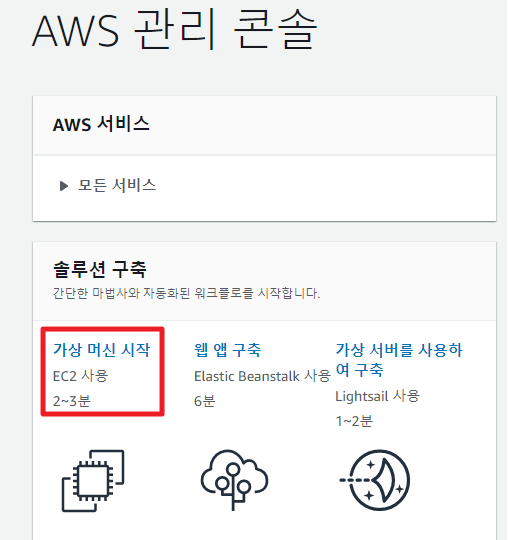 AWS 관리 콘솔
AWS 서비스
▶ 모든 서비스
솔루션 구축
간단한 마법사와 자동화된 워크플로를 시작합니다.
가상 머신 시작
EC2 사용
2~3분
웹 앱 구축
Elastic Beanstalk 사용
6분
가상 서버를 사용하
여 구축
Lightsail 사용
1~2분